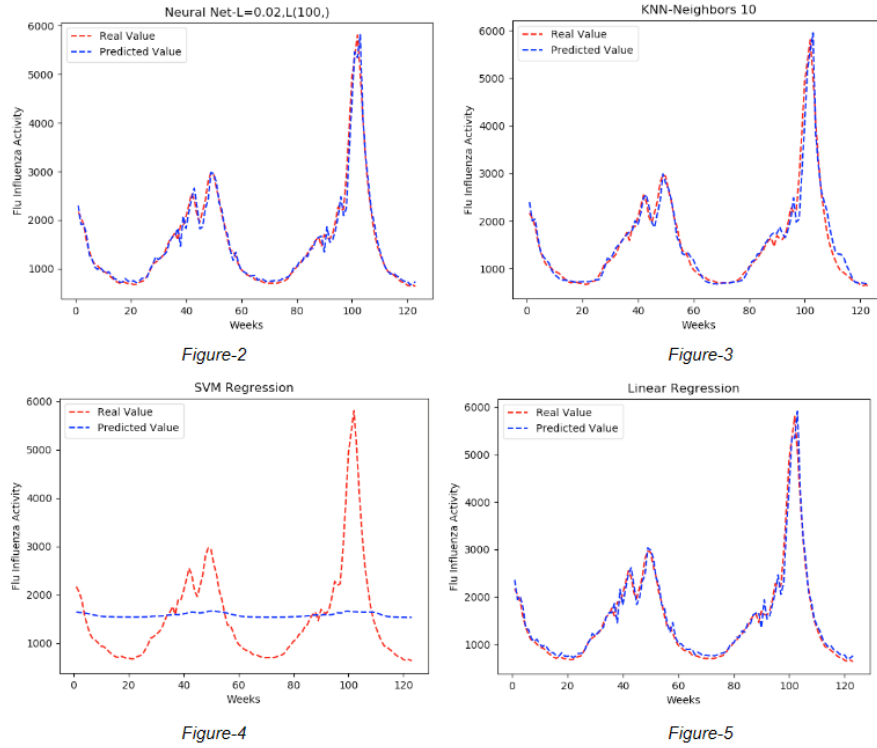 Neural Net-L=0.02,L(100,)
Real Value
Predicted Value
6000
5000
4000
3000
2000
1000
Flu Influenza Activity
0 20 40 60 80 100 120
Weeks
Figure-2
KNN-Neighbors 10
Real Value
Predicted Value
6000
5000
4000
3000
2000
1000
Flu Influenza Activity
0 20 40 60 80 100 120
Weeks
Figure-3
SVM Regression
Real Value
Predicted Value
6000
5000
4000
3000
2000
1000
Flu Influenza Activity
0 20 40 60 80 100 120
Weeks
Figure-4
Linear Regression
Real Value
Predicted Value
6000
5000
4000
3000
2000
1000
Flu Influenza Activity
0 20 40 60 80 100 120
Weeks
Figure-5